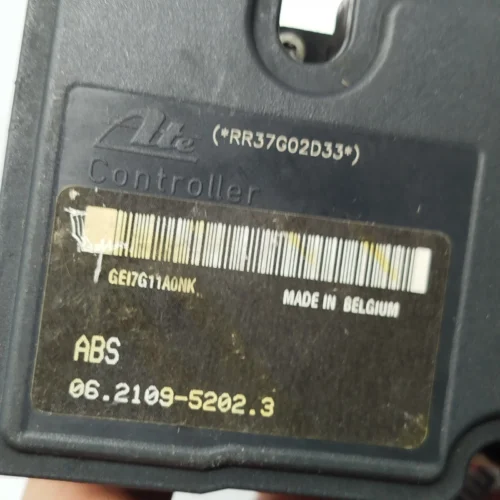 Ate (*RR37G02D33*)
Controller
GEI7G11A0NK MADE IN BELGIUM
ABS
06.2109-5202.3